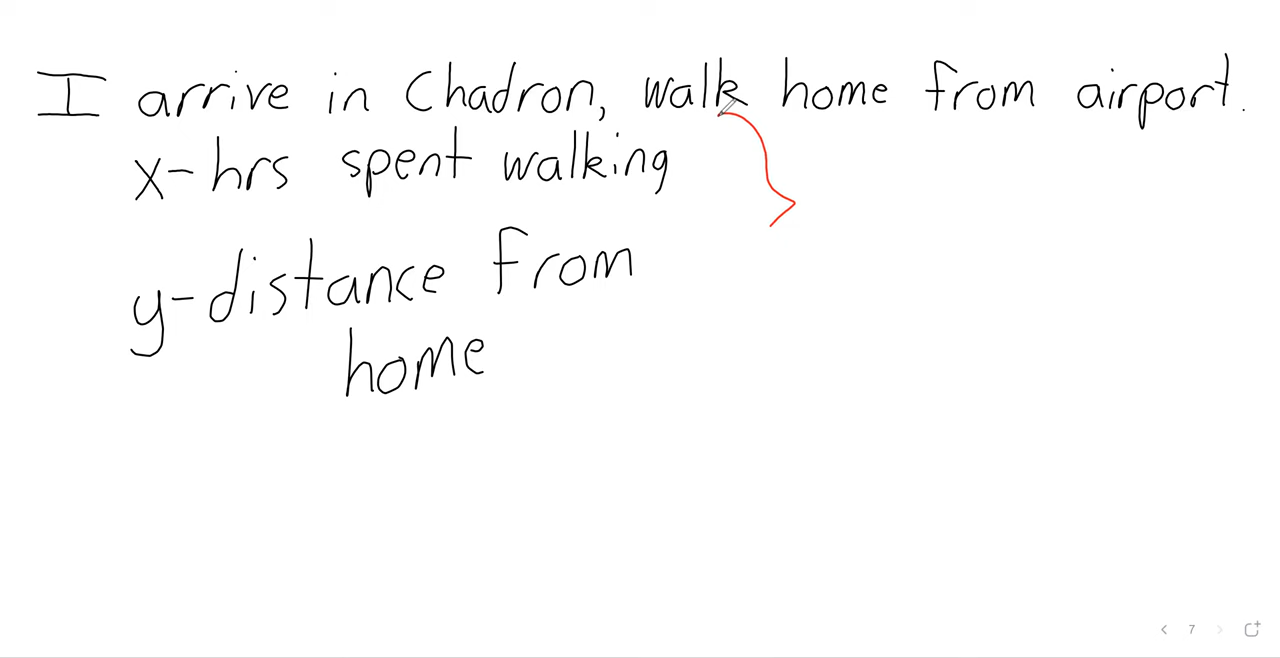 I arrive in Chadron, walk home from airport.
x-hrs spent walking
y-distance from
home
7